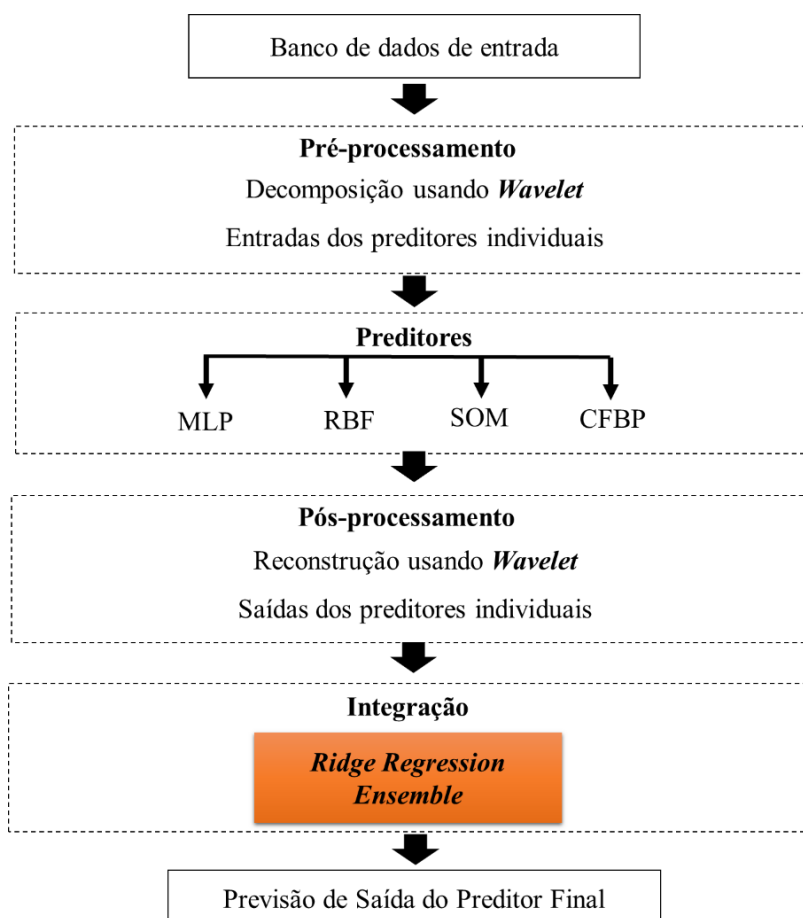 Banco de dados de entrada
Pré-processamento
Decomposição usando Wavelet
Entradas dos preditores individuais
Preditores
MLP RBF SOM CFBP
Pós-processamento
Reconstrução usando Wavelet
Saídas dos preditores individuais
Integração
Ridge Regression
Ensemble
Previsão de Saída do Preditor Final